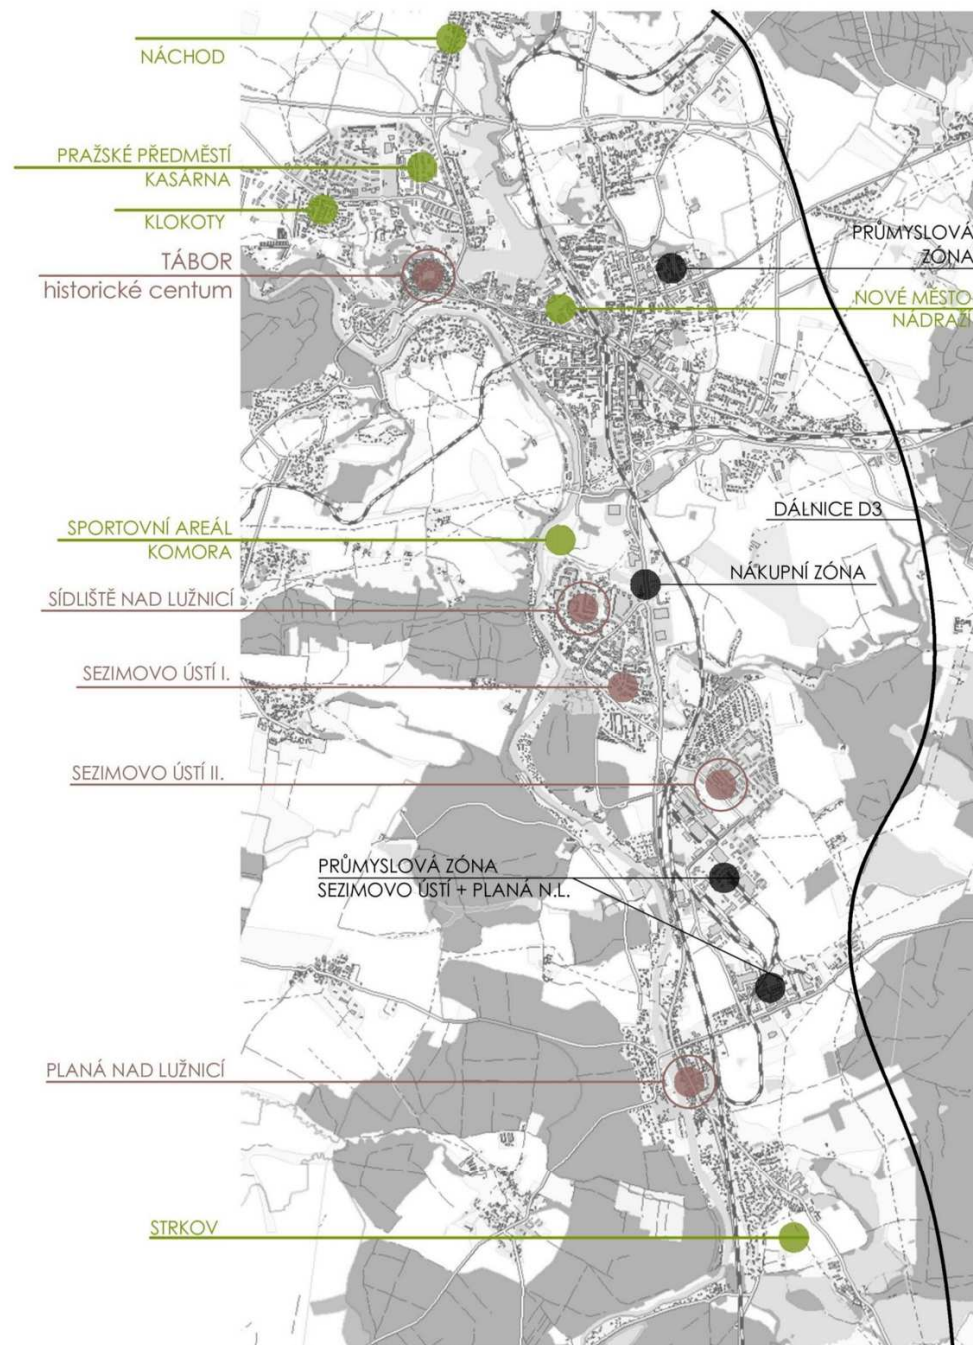 NÁCHOD
PRAŽSKÉ PŘEDMĚSTÍ
KASÁRNA
KLOKOTY
TÁBOR
historické centum
PRŮMYSLOVÁ
ZÓNA
NOVÉ MĚSTO
NÁDRAŽÍ
SPORTOVNÍ AREÁL
KOMORA
DÁLNICE D3
NÁKUPNÍ ZÓNA
SÍDLIŠTĚ NAD LUŽNICÍ
SEZIMOVO ÚSTÍ I.
SEZIMOVO ÚSTÍ II.
PRŮMYSLOVÁ ZÓNA
SEZIMOVO ÚSTÍ + PLANÁ N.L.
PLANÁ NAD LUŽNICÍ
STRKOV